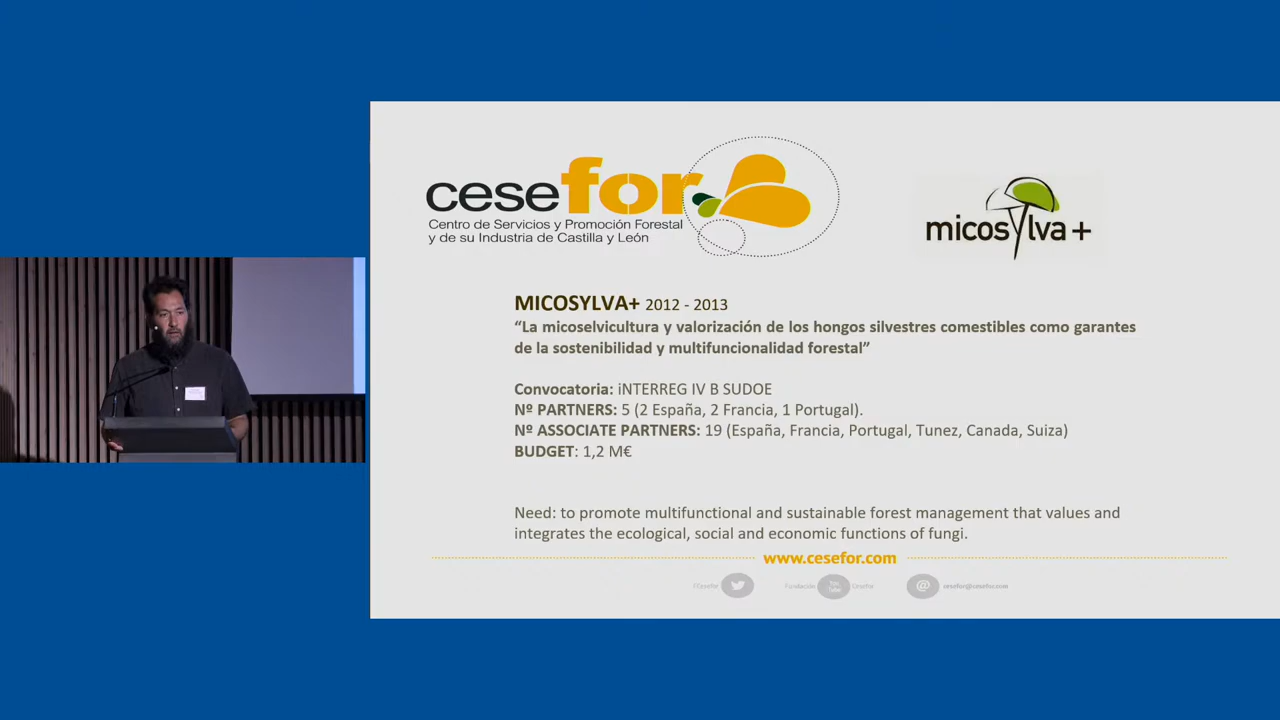 cesefor
Centro de Servicios y Promoción Forestal
y de su Industria de Castilla y León
micosylva+
MICOSYLVA+ 2012 - 2013
“La micoselvicultura y valorización de los hongos silvestres comestibles como garantes
de la sostenibilidad y multifuncionalidad forestal”
Convocatoria: iNTERREG IV B SUDOE
Nº PARTNERS: 5 (2 España, 2 Francia, 1 Portugal).
Nº ASSOCIATE PARTNERS: 19 (España, Francia, Portugal, Tunez, Canada, Suiza)
BUDGET: 1,2 M€
Need: to promote multifunctional and sustainable forest management that values and
integrates the ecological, social and economic functions of fungi.
www.cesefor.com
@